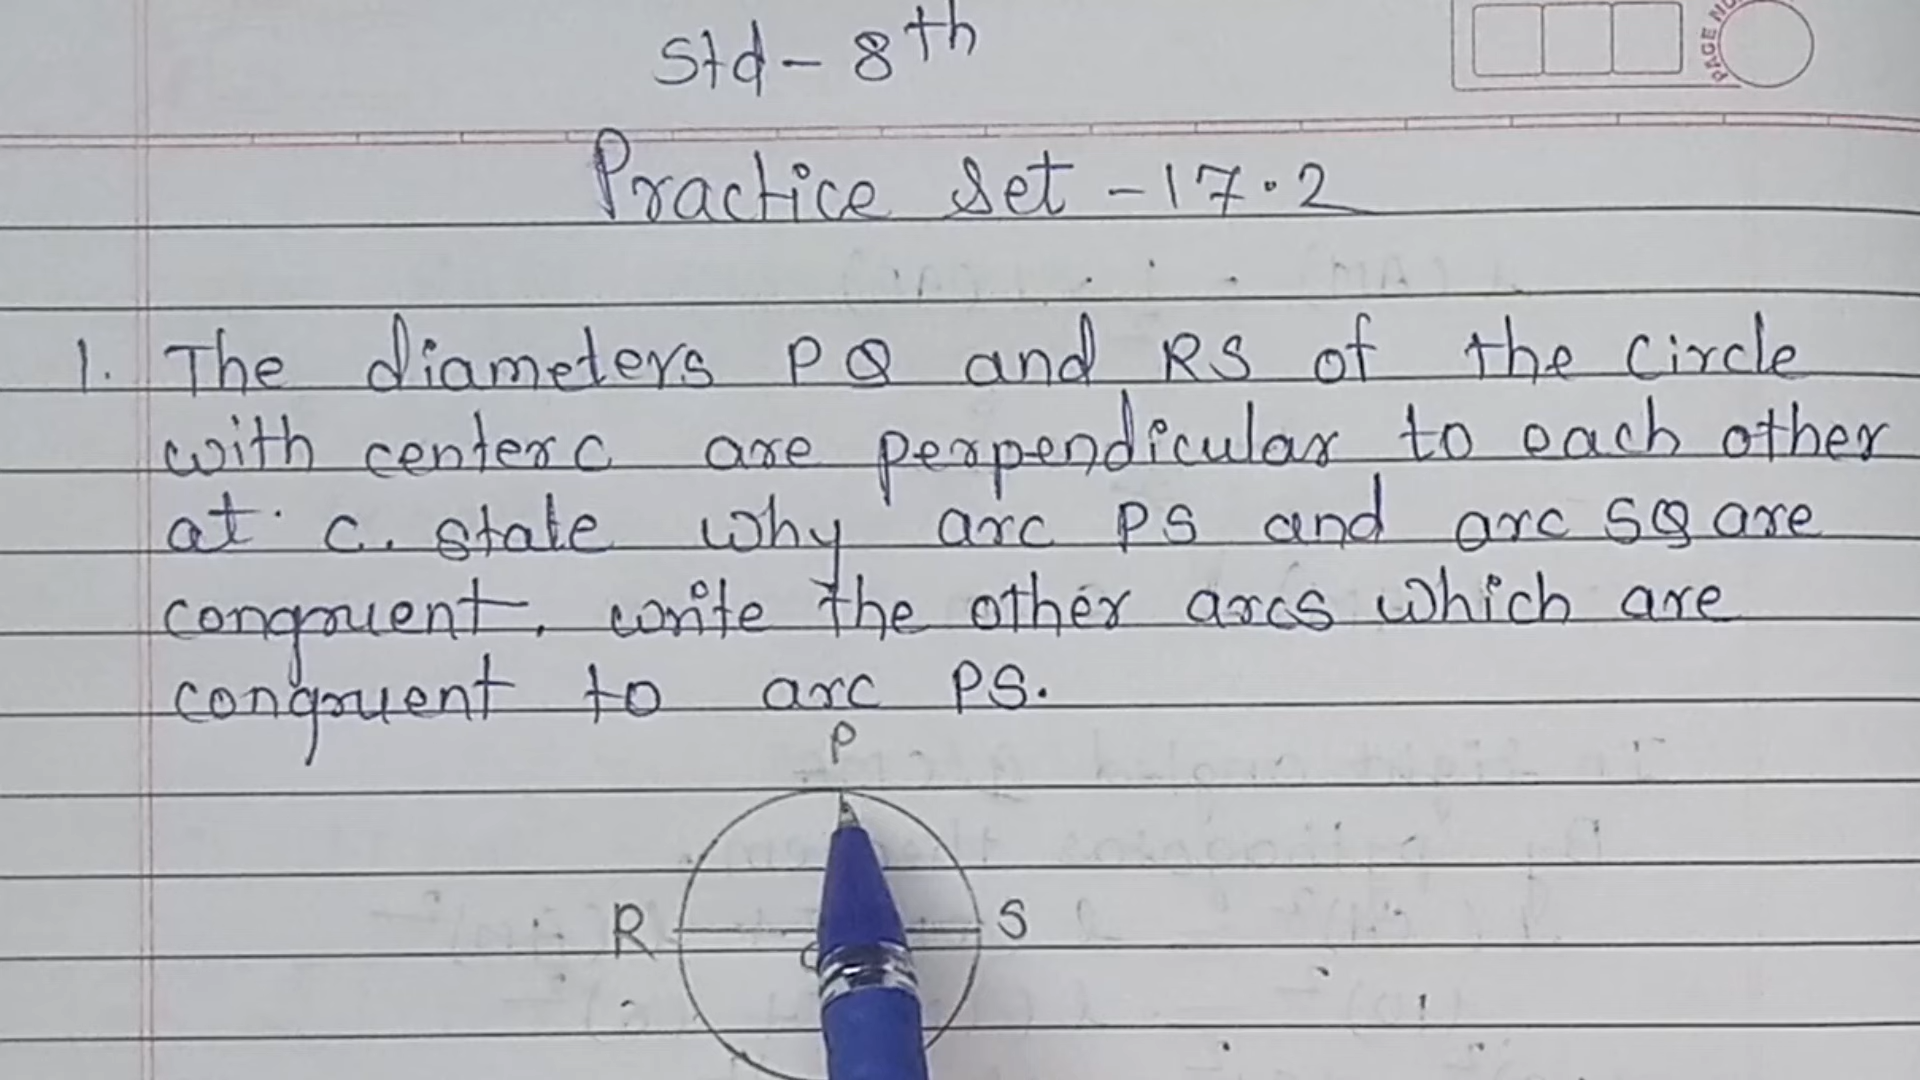 Std - 8th
PAGE NO
Practice Set - 17.2
1. The diameters PQ and RS of the circle
with center c are perpendicular to each other
at c. state why arc PS and arc SQ are
congruent. write the other arcs which are
congruent to arc PS.
P
R
S